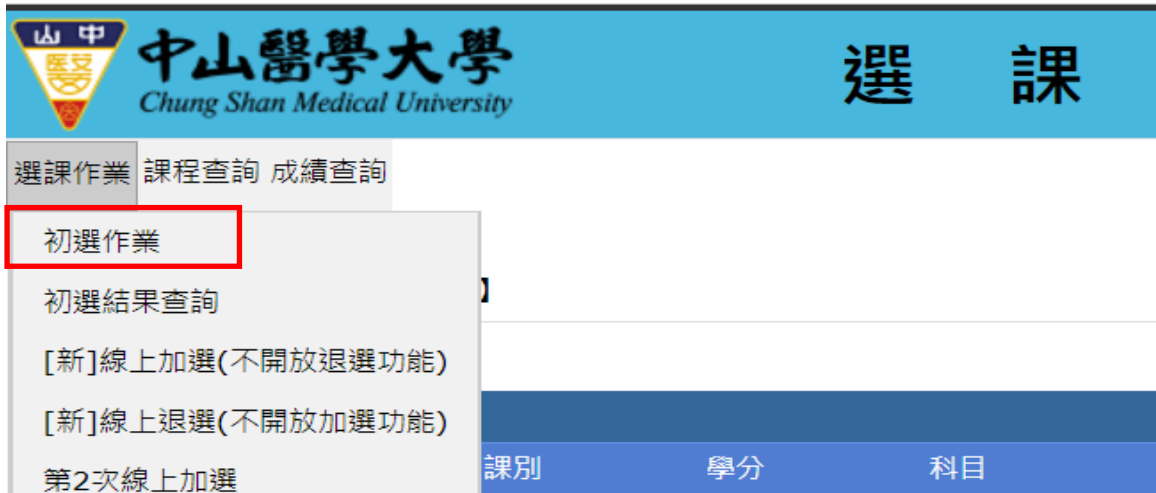 山中
醫芝
中山醫學大學
Chung Shan Medical University
選 課
選課作業 課程查詢 成績查詢
初選作業
初選結果查詢
】
[新]線上加選(不開放退選功能)
[新]線上退選(不開放加選功能)
第2次線上加選
課別 學分 科目